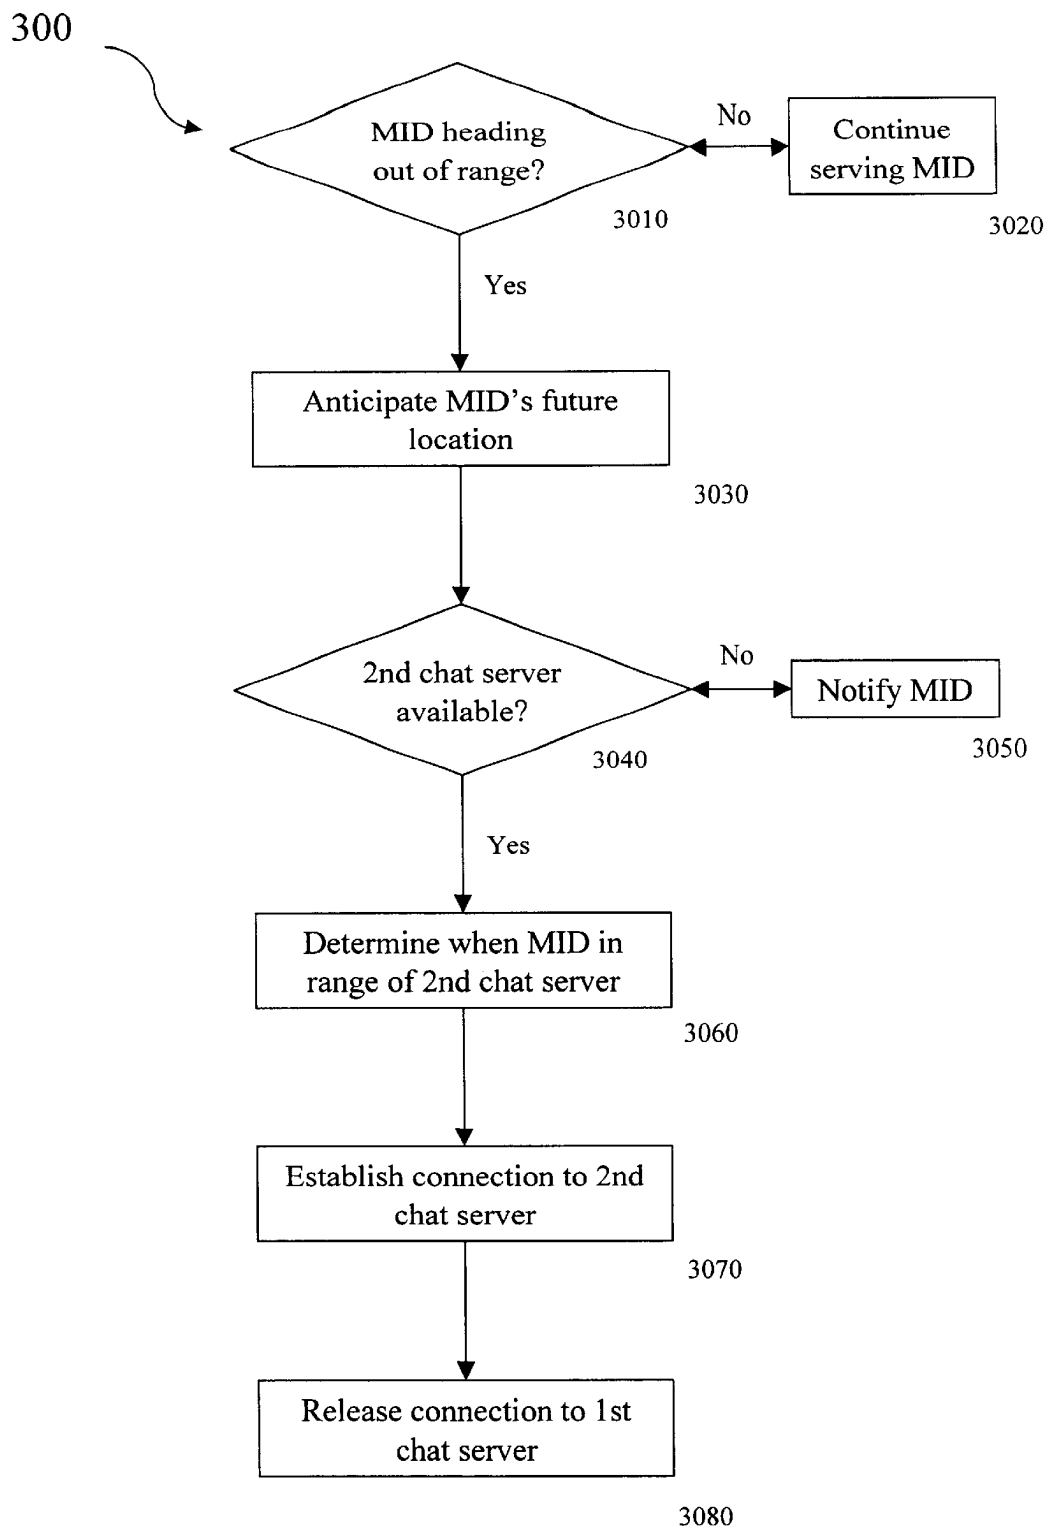 300
MID heading
out of range?
No
Continue
serving MID
3010
3020
Yes
Anticipate MID's future
location
3030
2nd chat server
available?
No
Notify MID
3040
3050
Yes
Determine when MID in
range of 2nd chat server
3060
Establish connection to 2nd
chat server
3070
Release connection to 1st
chat server
3080